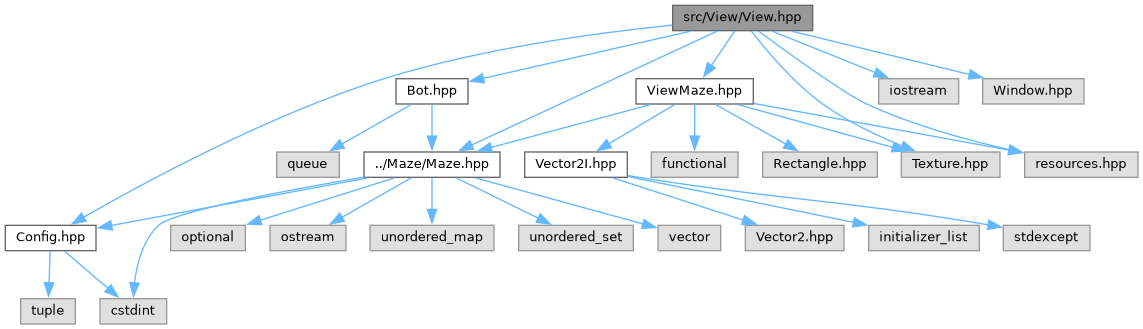 src/View/View.hpp
Bot.hpp
ViewMaze.hpp
iostream
Window.hpp
queue
../Maze/Maze.hpp
Vector2I.hpp
functional
Rectangle.hpp
Texture.hpp
resources.hpp
Config.hpp
optional
ostream
unordered_map
unordered_set
vector
Vector2.hpp
initializer_list
stdexcept
tuple
cstdint